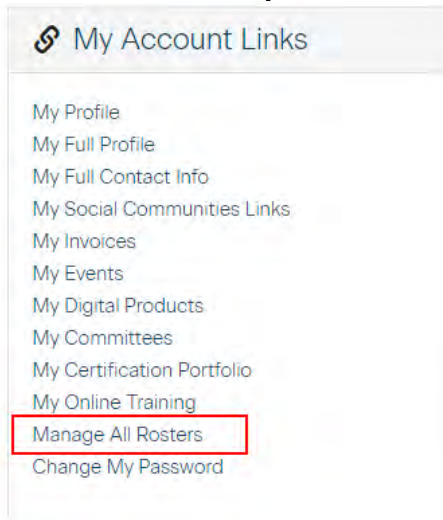 My Account Links
My Profile
My Full Profile
My Full Contact Info
My Social Communities Links
My Invoices
My Events
My Digital Products
My Committees
My Certification Portfolio
My Online Training
Manage All Rosters
Change My Password